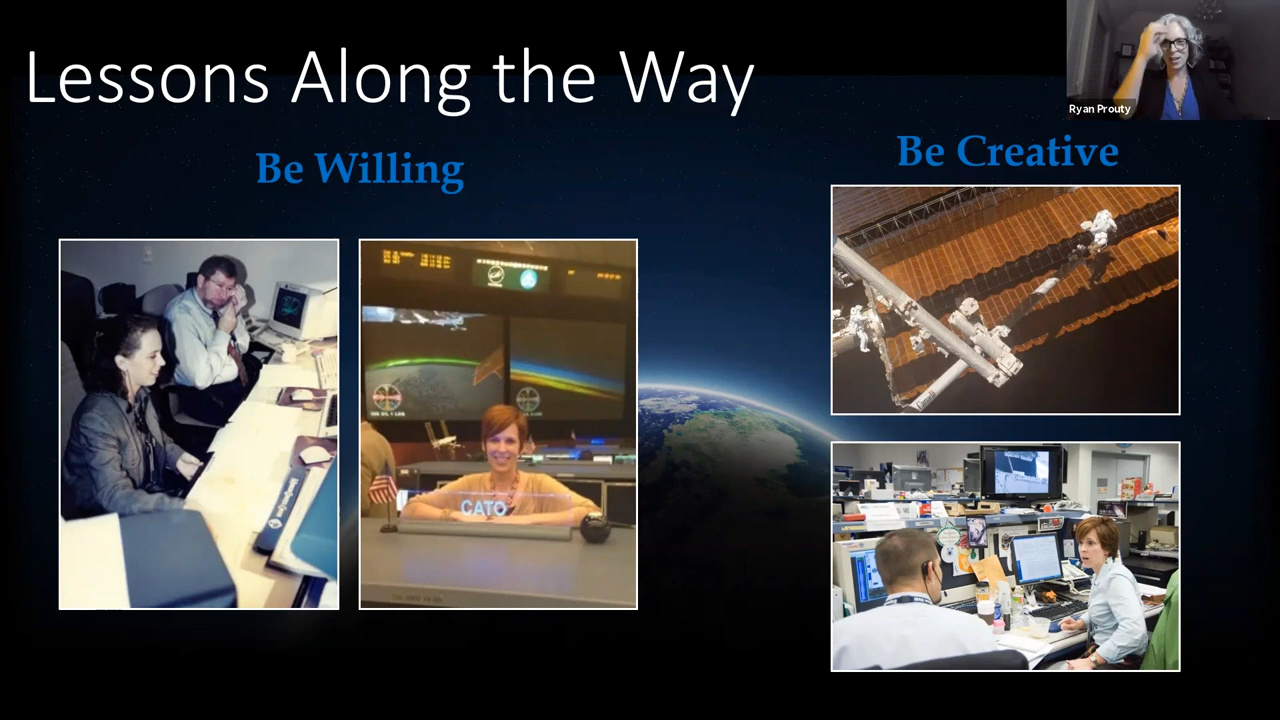 Lessons Along the Way
Ryan Prouty
Be Willing
Be Creative
CATO